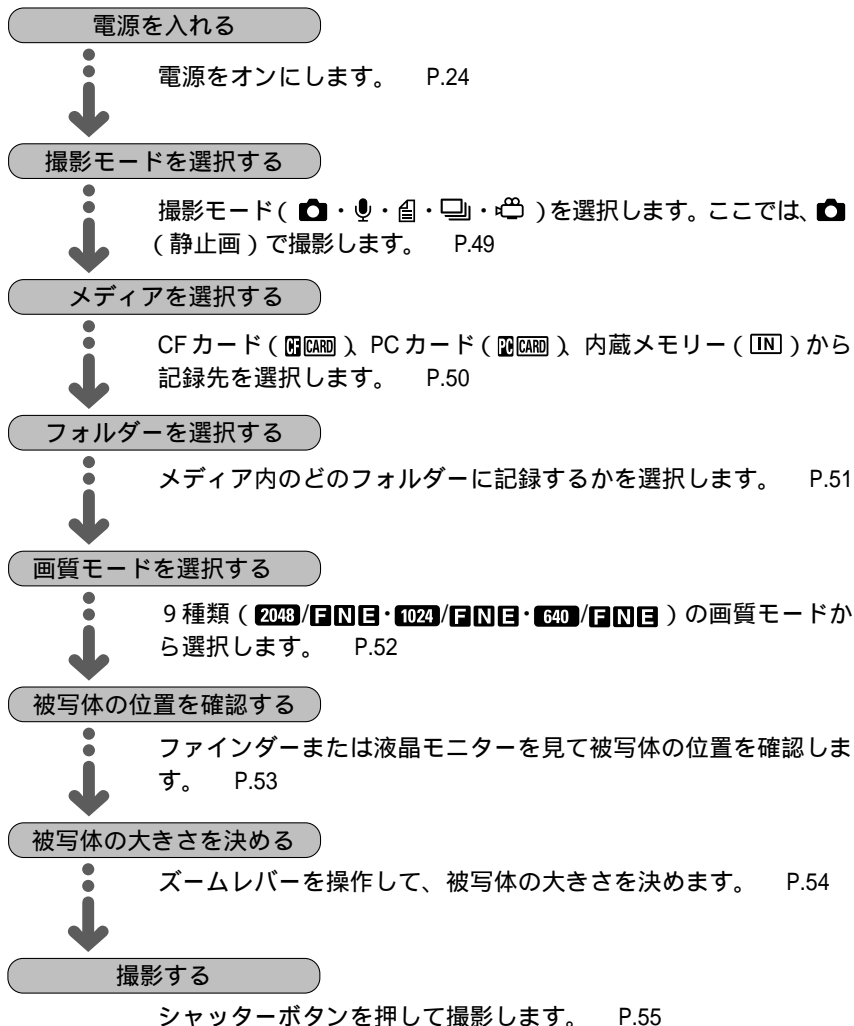 電源を入れる
電源をオンにします。 P.24
撮影モードを選択する
撮影モード(・・・・)を選択します。ここでは、
(静止画)で撮影します。 P.49
メディアを選択する
CFカード(CF CARD)、PCカード(PC CARD)、内蔵メモリー(IN)から
記録先を選択します。 P.50
フォルダーを選択する
メディア内のどのフォルダーに記録するかを選択します。 P.51
画質モードを選択する
9種類(2048/FNE・1024/FNE・640/FNE)の画質モードか
ら選択します。 P.52
被写体の位置を確認する
ファインダーまたは液晶モニターを見て被写体の位置を確認しま
す。 P.53
被写体の大きさを決める
ズームレバーを操作して、被写体の大きさを決めます。 P.54
撮影する
シャッターボタンを押して撮影します。 P.55